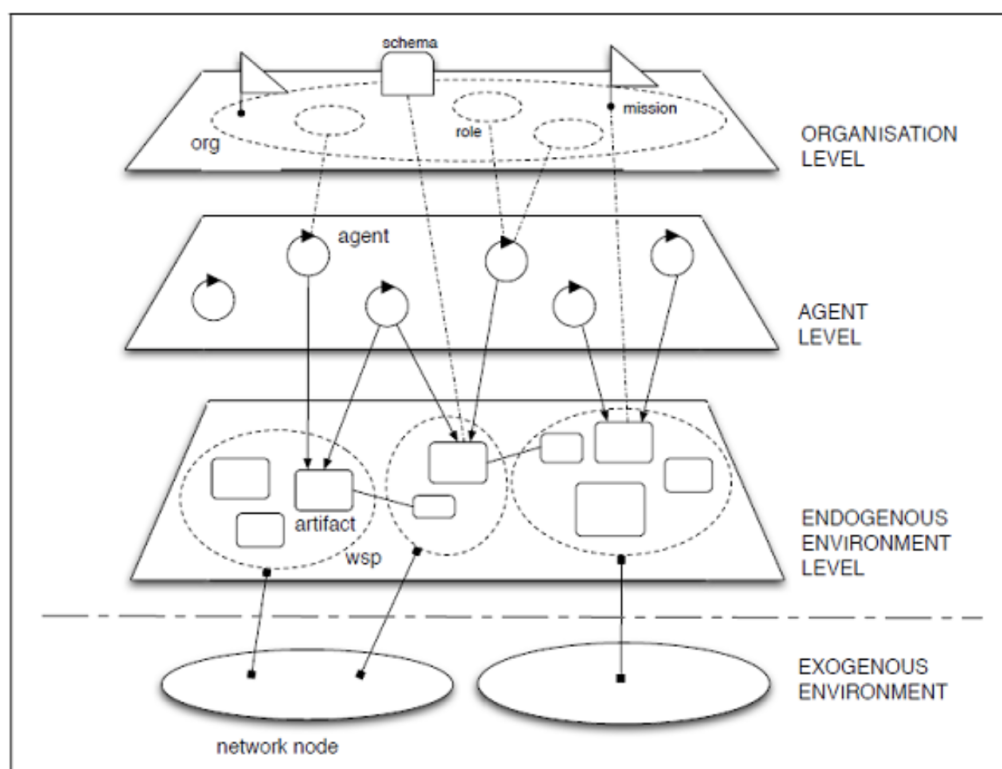 schema
mission
role
org
ORGANISATION
LEVEL
agent
AGENT
LEVEL
artifact
wsp
ENDOGENOUS
ENVIRONMENT
LEVEL
EXOGENOUS
ENVIRONMENT
network node